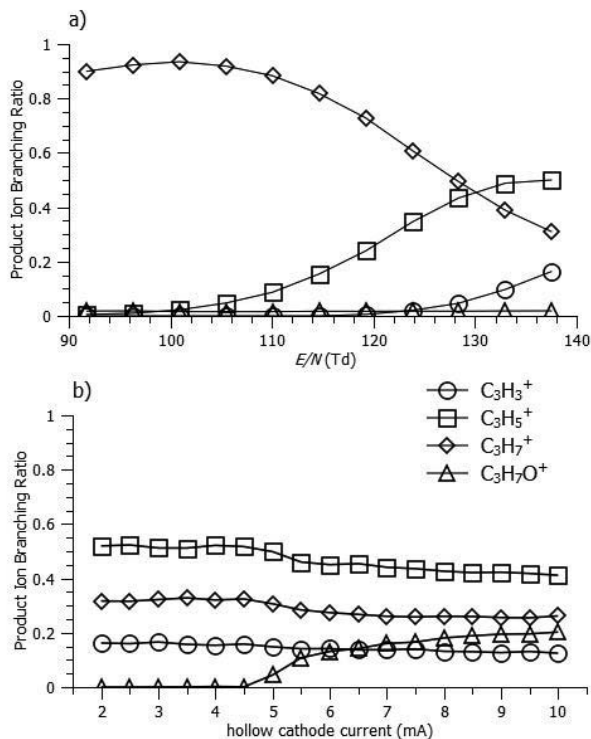 a)
1
0.8
0.6
0.4
0.2
0
Product Ion Branching Ratio
90 100 110 120 130 140
E/N (Td)
b)
C₃H₃⁺
C₃H₅⁺
C₃H₇⁺
C₃H₇O⁺
1
0.8
0.6
0.4
0.2
0
Product Ion Branching Ratio
2 3 4 5 6 7 8 9 10
hollow cathode current (mA)